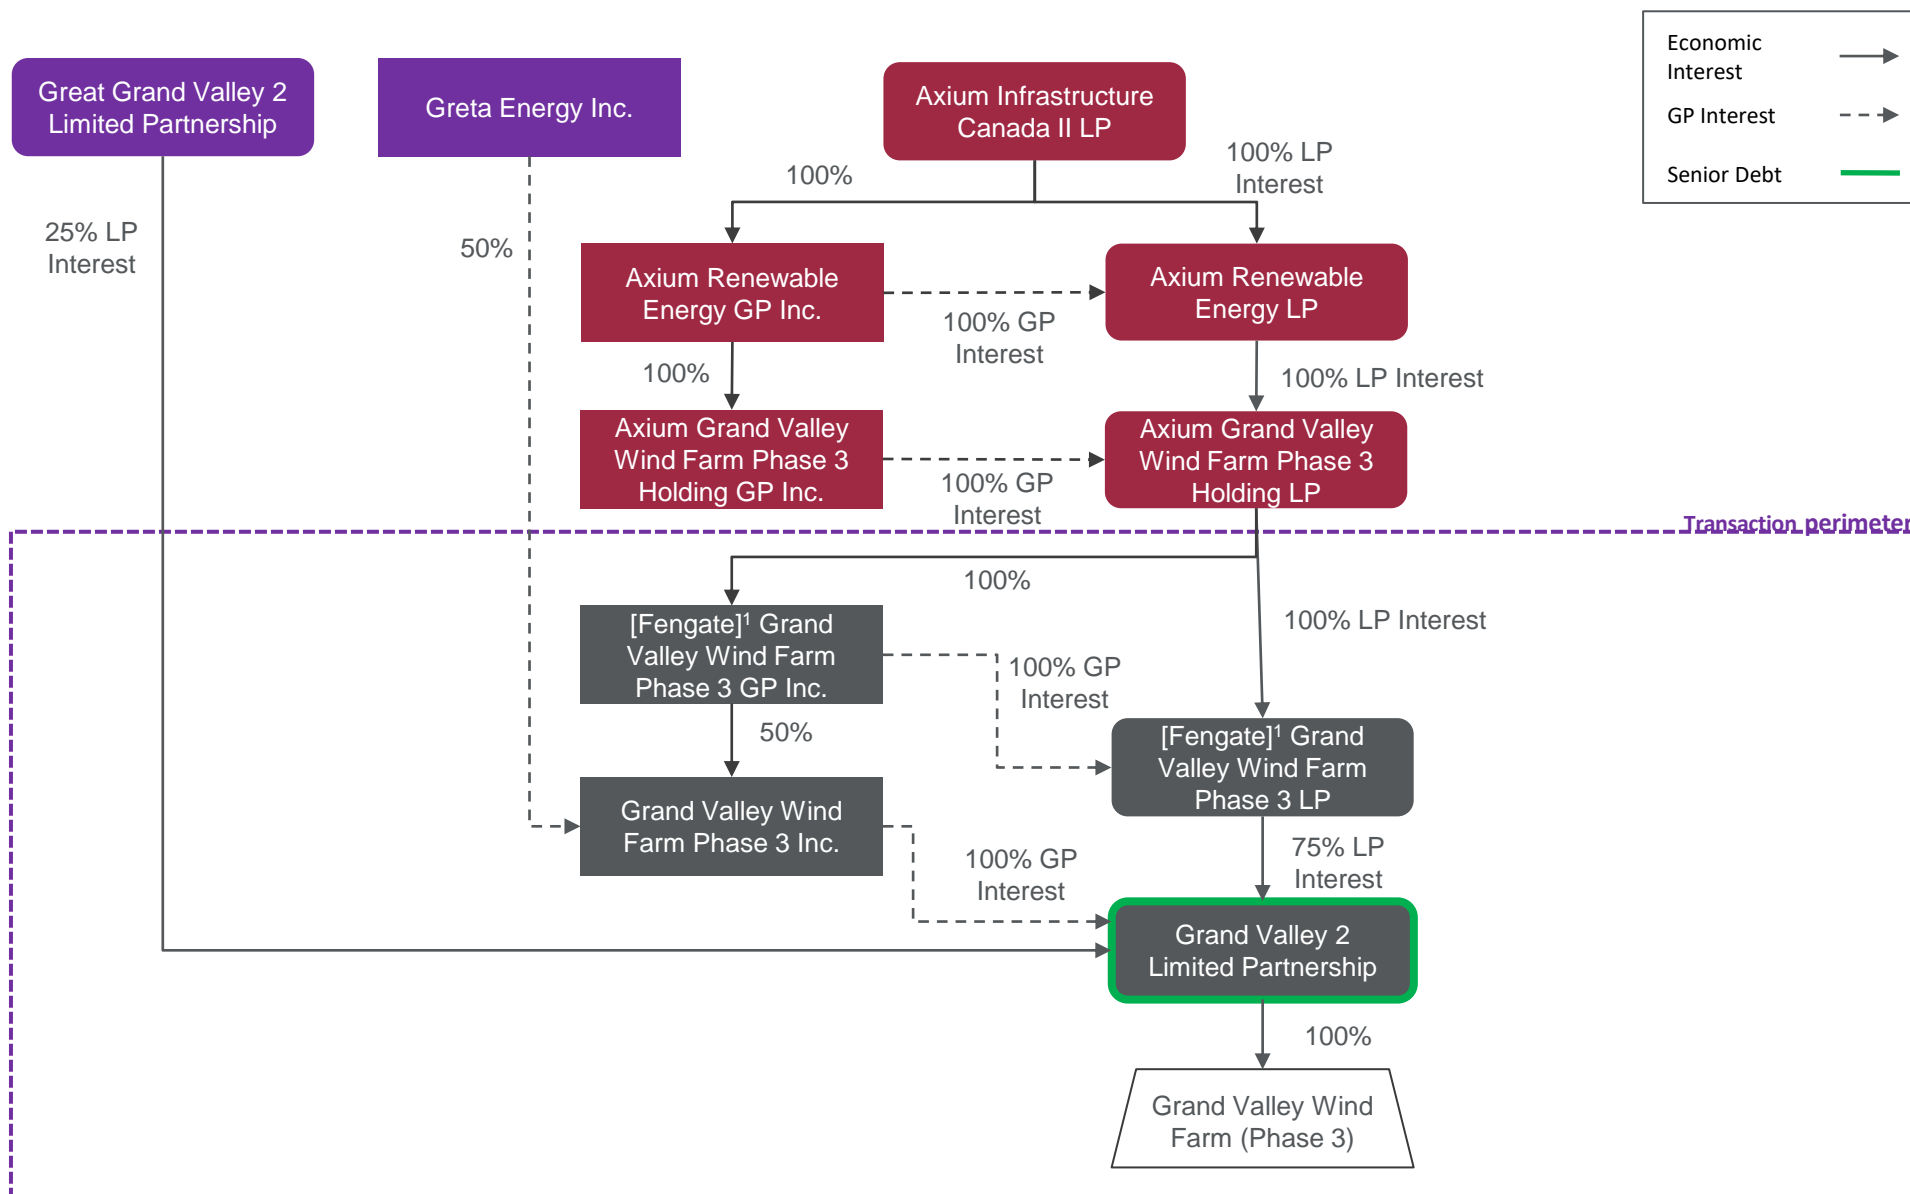 Economic
Interest
GP Interest
Senior Debt
Great Grand Valley 2
Limited Partnership
Greta Energy Inc.
Axium Infrastructure
Canada II LP
100%
100% LP
Interest
25% LP
Interest
50%
Axium Renewable
Energy GP Inc.
100% GP
Interest
Axium Renewable
Energy LP
100%
100% LP Interest
Axium Grand Valley
Wind Farm Phase 3
Holding GP Inc.
100% GP
Interest
Axium Grand Valley
Wind Farm Phase 3
Holding LP
Transaction perimeter
100%
100% LP Interest
[Fengate]¹ Grand
Valley Wind Farm
Phase 3 GP Inc.
100% GP
Interest
50%
[Fengate]¹ Grand
Valley Wind Farm
Phase 3 LP
Grand Valley Wind
Farm Phase 3 Inc.
100% GP
Interest
75% LP
Interest
Grand Valley 2
Limited Partnership
100%
Grand Valley Wind
Farm (Phase 3)